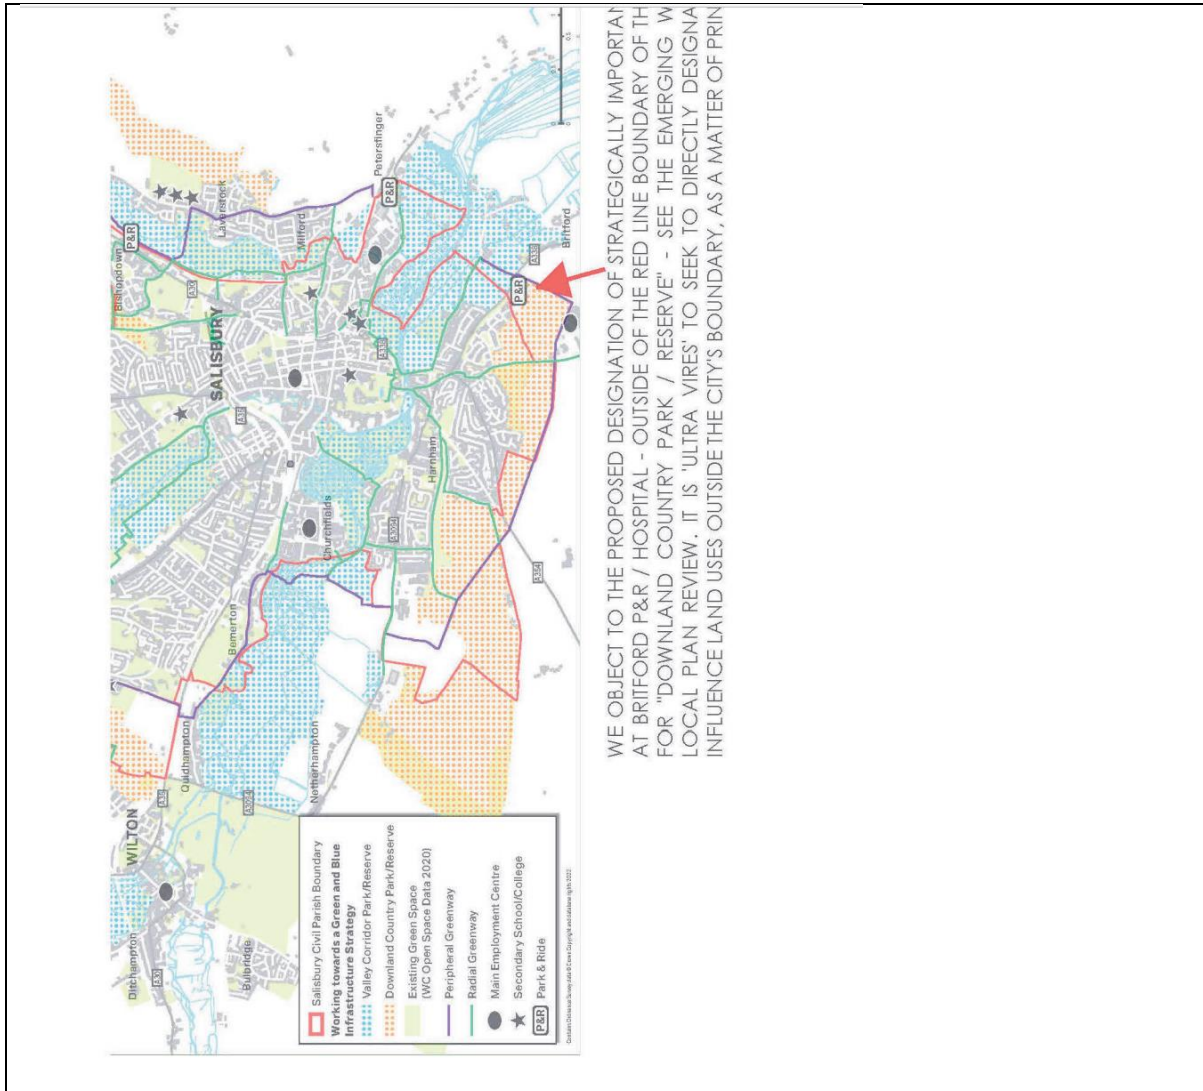 Ditchampton
WILTON
A36
Quidhampton
A3094
A30
Bulbridge
Netherhampton
Bemerton
Churchfields
A3094
Harnham
A354
SALISBURY
A36
A338
Bishopdown
P&R
A30
Laverstock
Milford
Petersfinger
P&R
A338
Britford
P&R
Salisbury Civil Parish Boundary
Working towards a Green and Blue
Infrastructure Strategy
Valley Corridor Park/Reserve
Downland Country Park/Reserve
Existing Green Space
(WC Open Space Data 2020)
Peripheral Greenway
Radial Greenway
Main Employment Centre
Secondary School/College
P&R Park & Ride
WE OBJECT TO THE PROPOSED DESIGNATION OF STRATEGICALLY IMPORTAN
AT BRITFORD P&R / HOSPITAL - OUTSIDE OF THE RED LINE BOUNDARY OF TH
FOR "DOWNLAND COUNTRY PARK / RESERVE" - SEE THE EMERGING W
LOCAL PLAN REVIEW. IT IS 'ULTRA VIRES' TO SEEK TO DIRECTLY DESIGNA
INFLUENCE LAND USES OUTSIDE THE CITY'S BOUNDARY, AS A MATTER OF PRIN